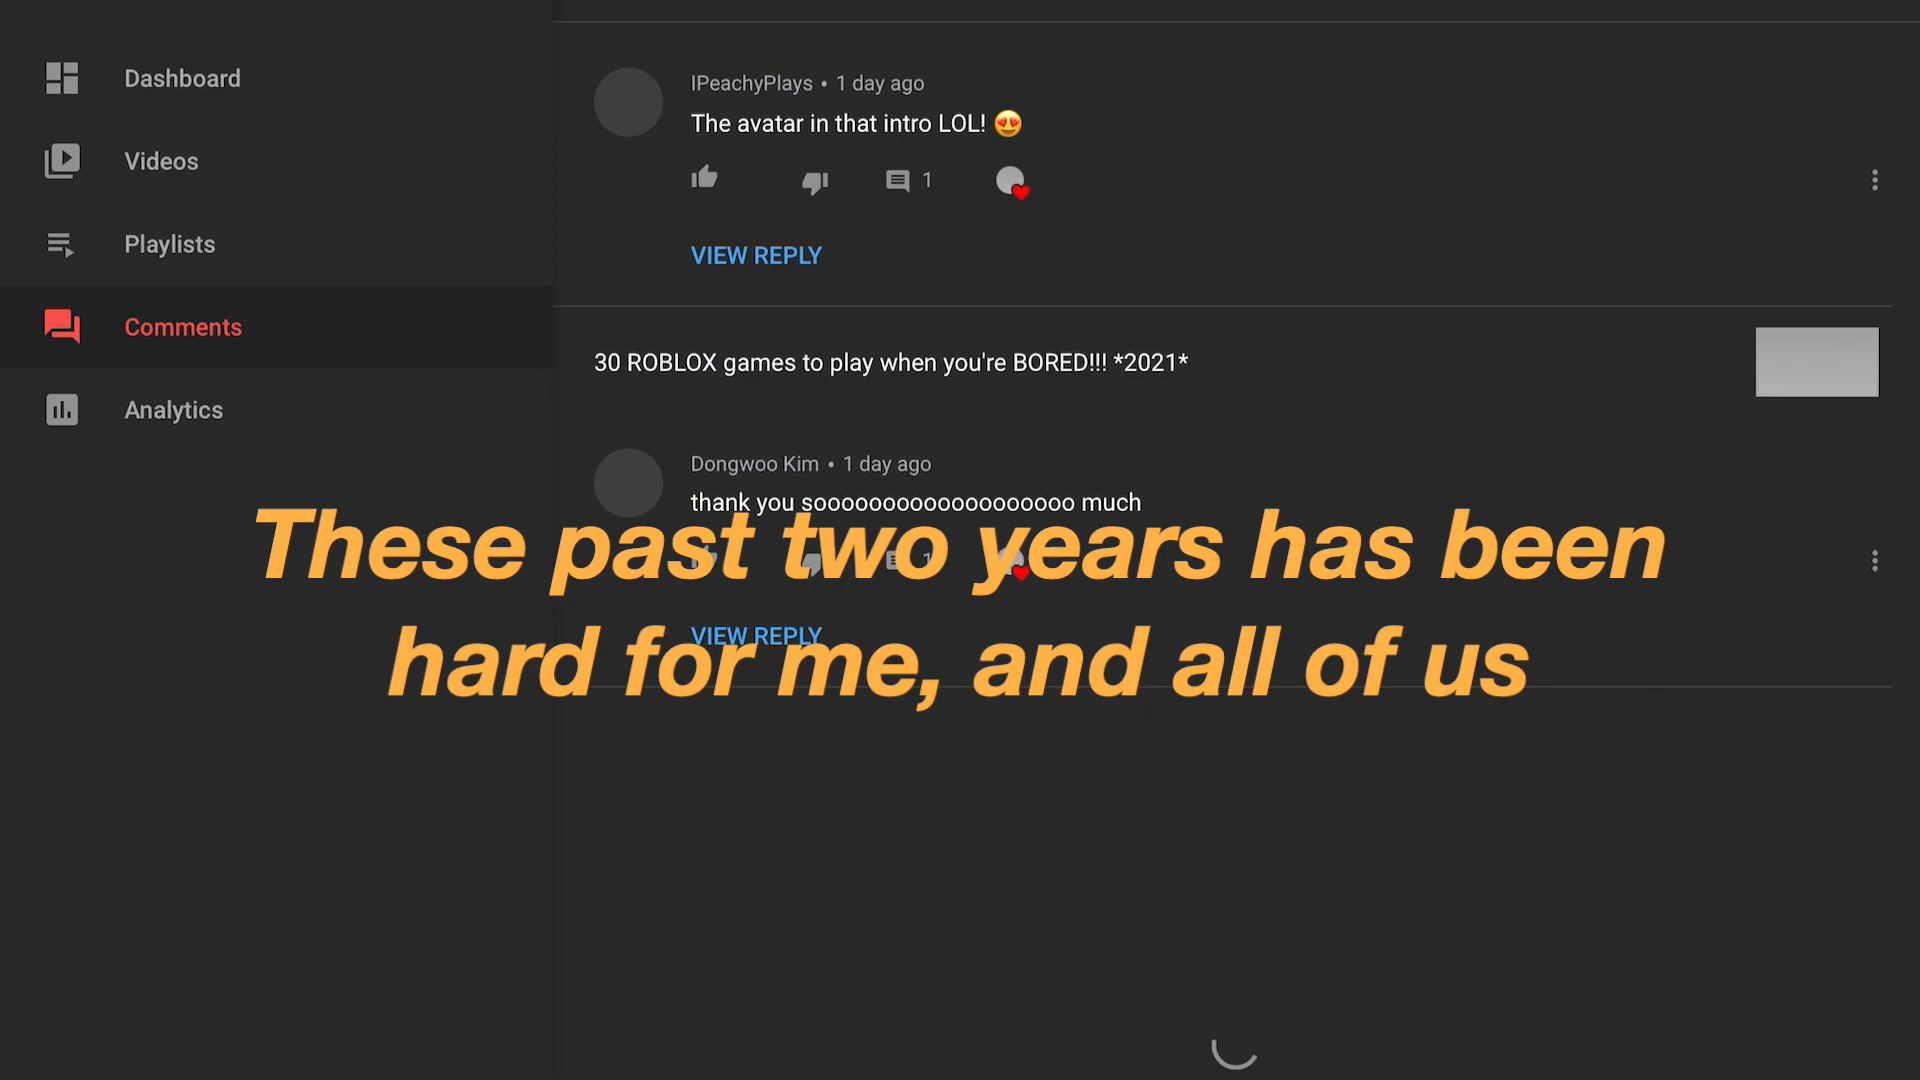 Dashboard
Videos
Playlists
Comments
Analytics
IPeachyPlays • 1 day ago
The avatar in that intro LOL! 😍
1
VIEW REPLY
30 ROBLOX games to play when you're BORED!!! *2021*
Dongwoo Kim • 1 day ago
thank you sooooooooooooooooooo much
1
VIEW REPLY
These past two years has been
hard for me, and all of us